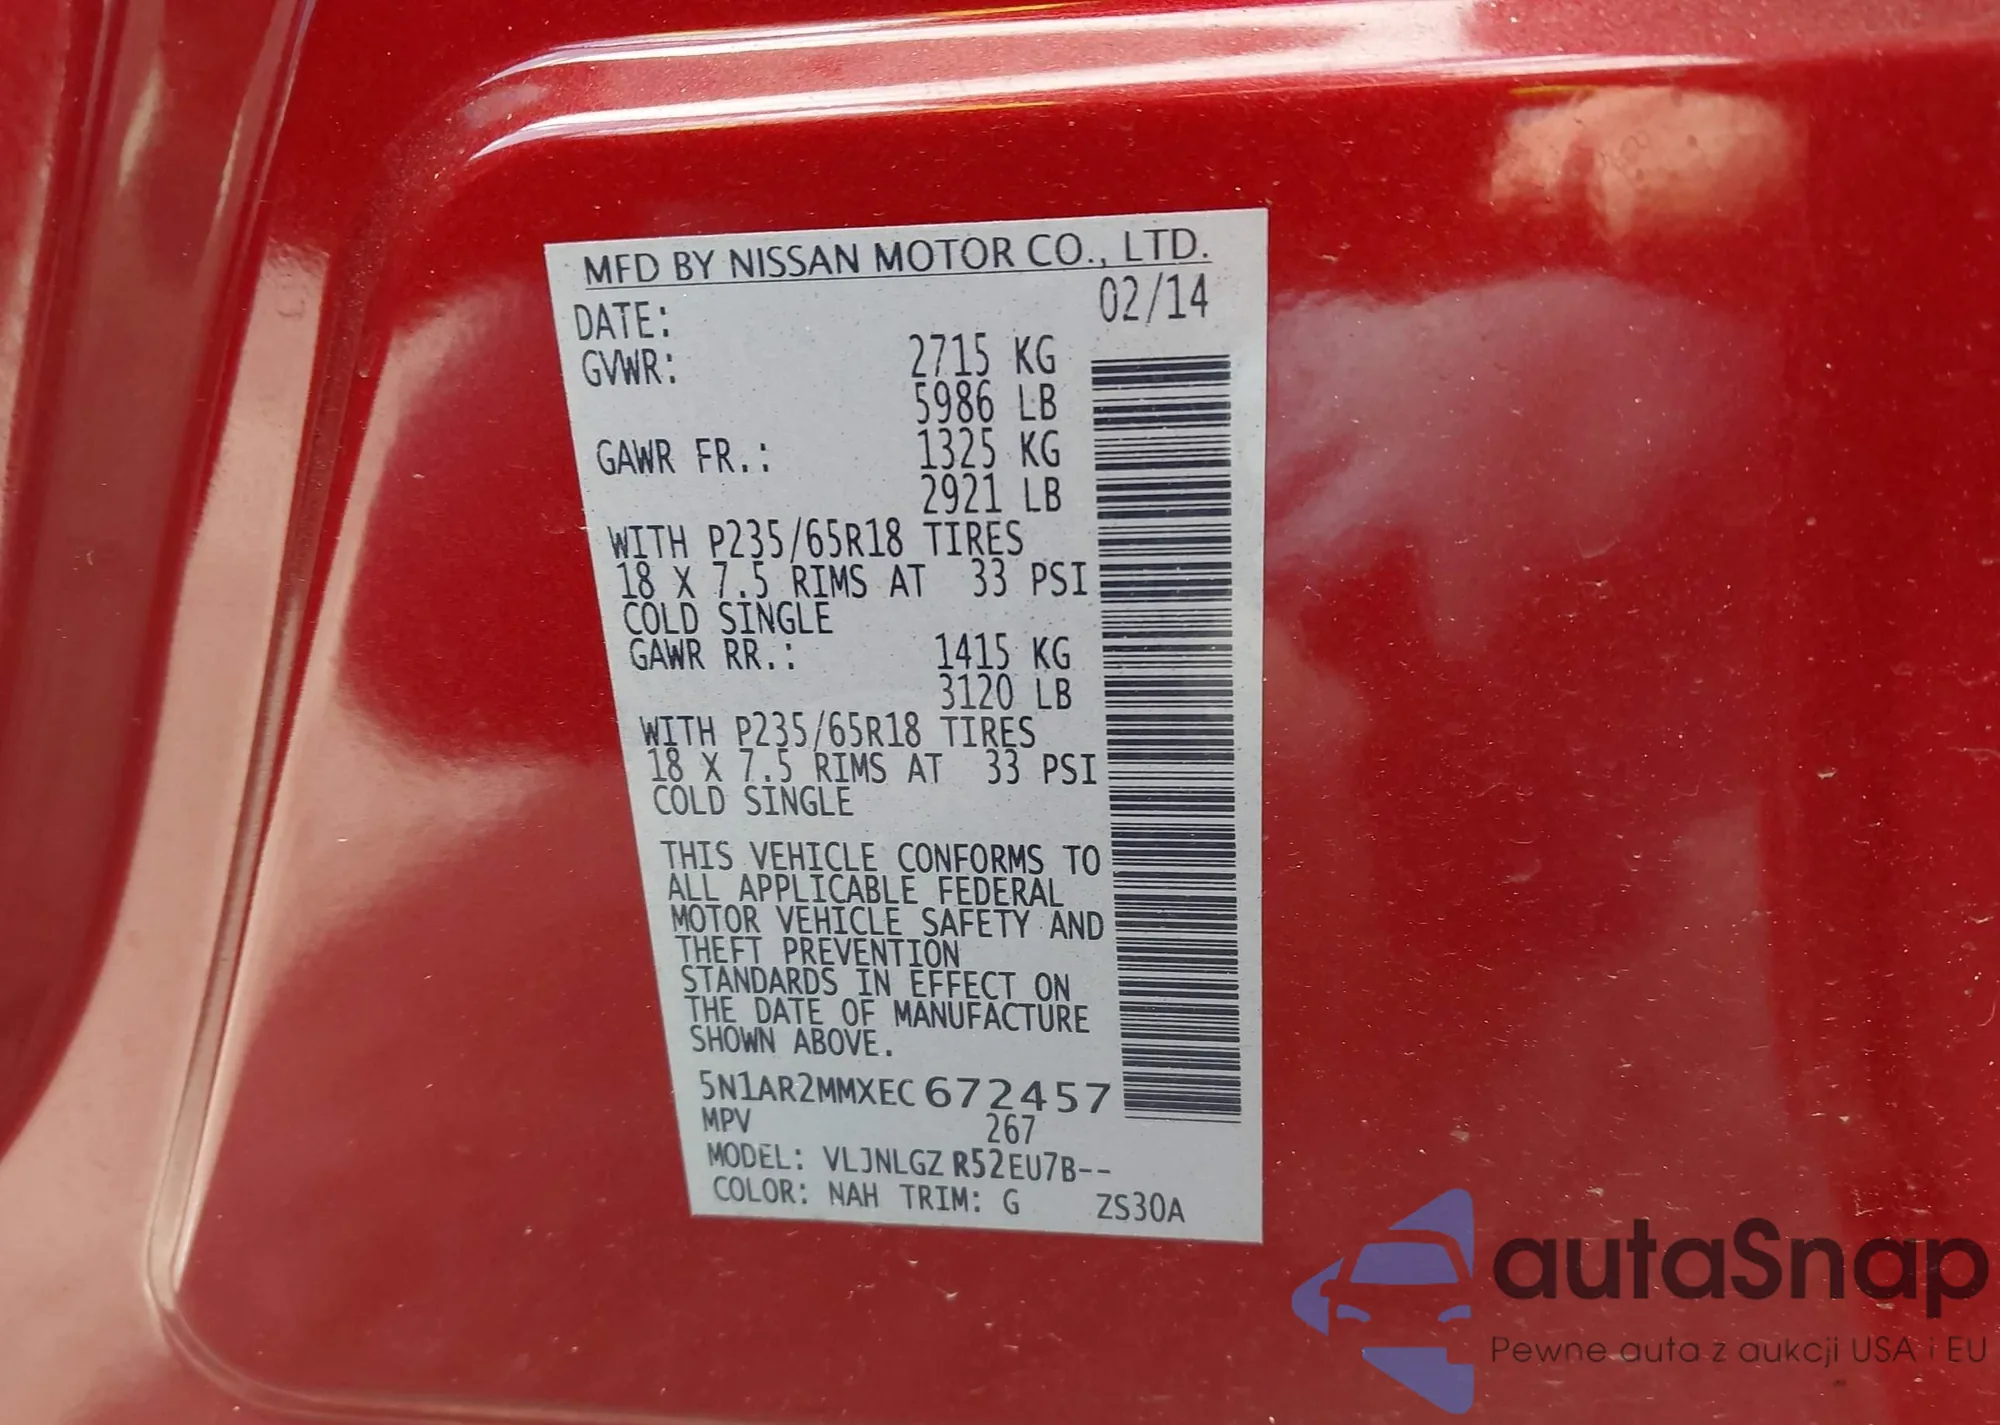 MFD BY NISSAN MOTOR CO., LTD.
DATE: 02/14
GVWR: 2715 KG
5986 LB
GAWR FR.: 1325 KG
2921 LB
WITH P235/65R18 TIRES
18 X 7.5 RIMS AT 33 PSI
COLD SINGLE
GAWR RR.: 1415 KG
3120 LB
WITH P235/65R18 TIRES
18 X 7.5 RIMS AT 33 PSI
COLD SINGLE
THIS VEHICLE CONFORMS TO
ALL APPLICABLE FEDERAL
MOTOR VEHICLE SAFETY AND
THEFT PREVENTION
STANDARDS IN EFFECT ON
THE DATE OF MANUFACTURE
SHOWN ABOVE.
5N1AR2MMXEC672457
MPV 267
MODEL: VLJNLGZ R52EU7B--
COLOR: NAH TRIM: G ZS30A
autaSnap
Pewne auta z aukcji USA i EU